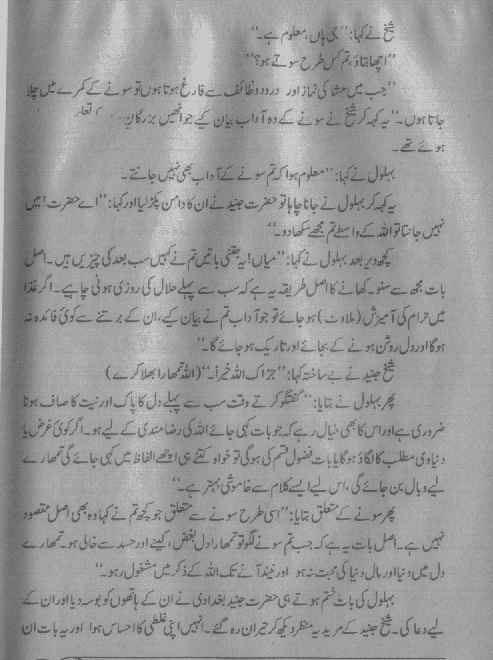 شیخ نے کہا: ”جی ہاں، معلوم ہے۔“
”اچھا بتاؤ، تم کس طرح سوتے ہو؟“
”جب میں عشا کی نماز اور درود و وظائف سے فارغ ہوتا ہوں تو سونے کے کمرے میں چلا
جاتا ہوں۔“ یہ کہہ کر شیخ نے سونے کے وہ آداب بیان کیے جو انھیں بزرگان کی تعلیم
ہوئے تھے۔
بہلول نے کہا: ”معلوم ہوا کہ تم سونے کے آداب بھی نہیں جانتے۔
یہ کہہ کر بہلول نے جانا چاہا تو حضرت جنید نے ان کا دامن پکڑ لیا اور کہا: ”اے حضرت! میں
نہیں جانتا تو اللہ کے واسطے تم مجھے سکھا دو۔“
کچھ دیر بعد بہلول نے کہا: ”میاں! یہ جتنی باتیں تم نے کہیں سب بعد کی چیزیں ہیں۔ اصل
بات مجھ سے سنو۔ کھانے کا اصل طریقہ یہ ہے کہ سب سے پہلے حلال کی روزی ہونی چاہیے۔ اگر غذا
میں حرام کی آمیزش (ملاوٹ) ہو جائے تو جو آداب تم نے بیان کیے، ان کے برتنے سے کوئی فائدہ نہ
ہوگا اور دل روشن ہونے کے بجائے اور تاریک ہو جائے گا۔“
شیخ جنید نے بے ساختہ کہا: ”جزاک اللہ خیراً۔“ (اللہ تمھارا بھلا کرے)
پھر بہلول نے بتایا: ”گفتگو کرتے وقت سب سے پہلے دل کا پاک اور نیت کا صاف ہونا
ضروری ہے اور اس کا بھی خیال رہے کہ جو بات کہی جائے اللہ کی رضامندی کے لیے ہو۔ اگر کوئی غرض یا
دنیاوی مطلب کا لگاؤ ہوگا یا بات فضول قسم کی ہوگی تو خواہ کتنے ہی اچھے الفاظ میں کہی جائے گی تمھارے
لیے وبال بن جائے گی، اس لیے ایسے کلام سے خاموشی بہتر ہے۔“
پھر سونے کے متعلق بتایا: ”اسی طرح سونے سے متعلق جو کچھ تم نے کہا وہ بھی اصل مقصود
نہیں ہے۔ اصل بات یہ ہے کہ جب تم سونے لگو تو تمھارا دل بغض، کینے اور حسد سے خالی ہو۔ تمھارے
دل میں دنیا اور مال دنیا کی محبت نہ ہو اور نیند آنے تک اللہ کے ذکر میں مشغول رہو۔“
بہلول کی بات ختم ہوتے ہی حضرت جنید بغدادی نے ان کے ہاتھوں کو بوسہ دیا اور ان کے
لیے دعا کی۔ شیخ جنید کے مرید یہ منظر دیکھ کر حیران رہ گئے۔ انہیں اپنی غلطی کا احساس ہوا اور یہ بات ان